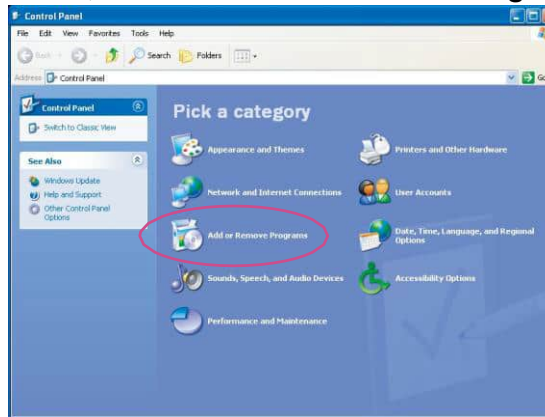 Control Panel
File Edit View Favorites Tools Help
Back Search Folders
Address Control Panel Go
Control Panel
Switch to Classic View
See Also
Windows Update
Help and Support
Other Control Panel
Options
Pick a category
Appearance and Themes
Printers and Other Hardware
Network and Internet Connections
User Accounts
Add or Remove Programs
Date, Time, Language, and Regional
Options
Sounds, Speech, and Audio Devices
Accessibility Options
Performance and Maintenance